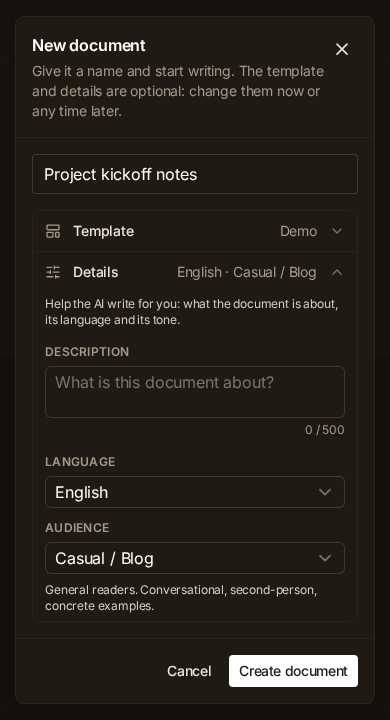 New document
Give it a name and start writing. The template
and details are optional: change them now or
any time later.
Project kickoff notes
Template
Demo
Details
English · Casual / Blog
Help the AI write for you: what the document is about,
its language and its tone.
DESCRIPTION
What is this document about?
0 / 500
LANGUAGE
English
AUDIENCE
Casual / Blog
General readers. Conversational, second-person,
concrete examples.
Cancel
Create document